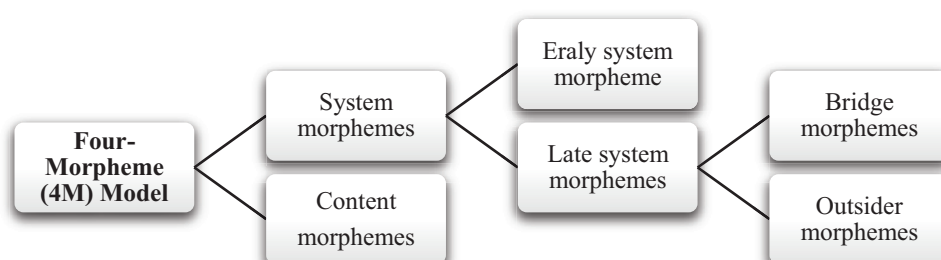 Four-
Morpheme
(4M) Model
System
morphemes
Content
morphemes
Eraly system
morpheme
Late system
morphemes
Bridge
morphemes
Outsider
morphemes